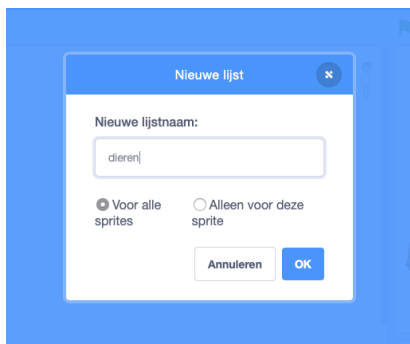 Nieuwe lijst
Nieuwe lijstnaam:
dieren
Voor alle
sprites
Alleen voor deze
sprite
Annuleren
OK